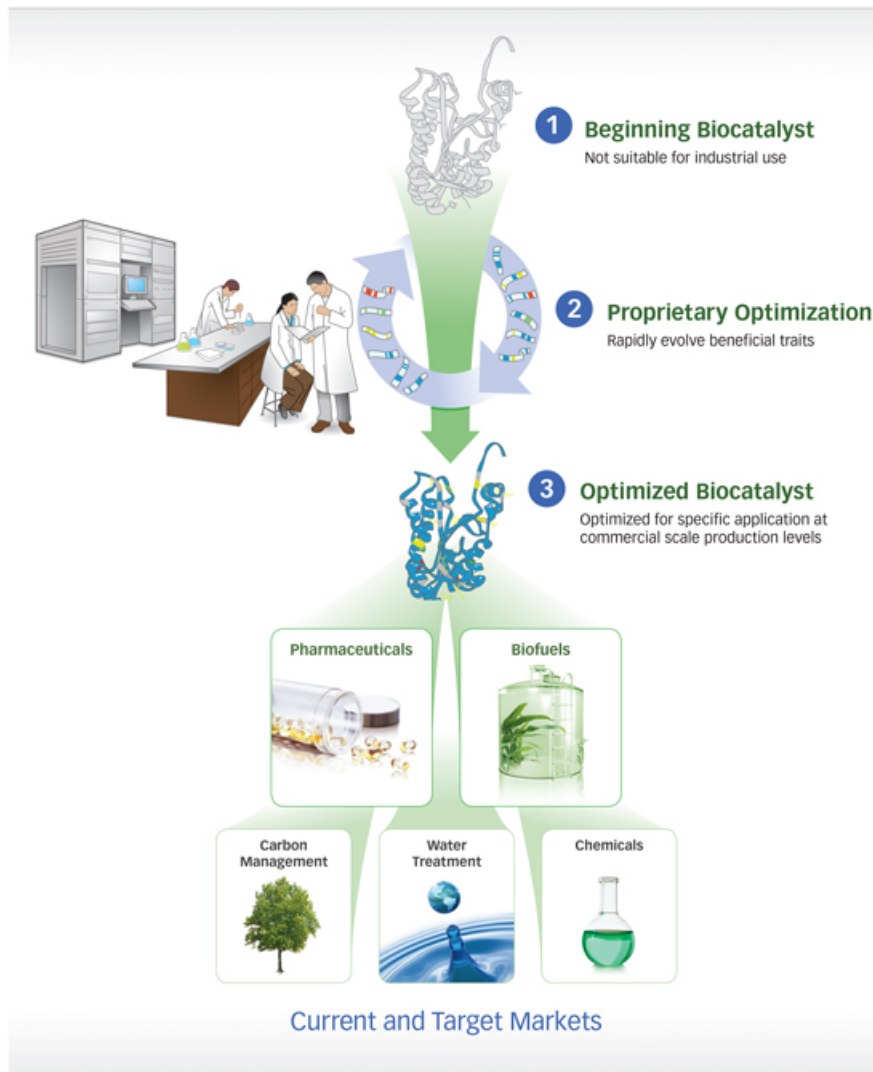 1 Beginning Biocatalyst
Not suitable for industrial use
2 Proprietary Optimization
Rapidly evolve beneficial traits
3 Optimized Biocatalyst
Optimized for specific application at
commercial scale production levels
Pharmaceuticals
Biofuels
Carbon
Management
Water
Treatment
Chemicals
Current and Target Markets